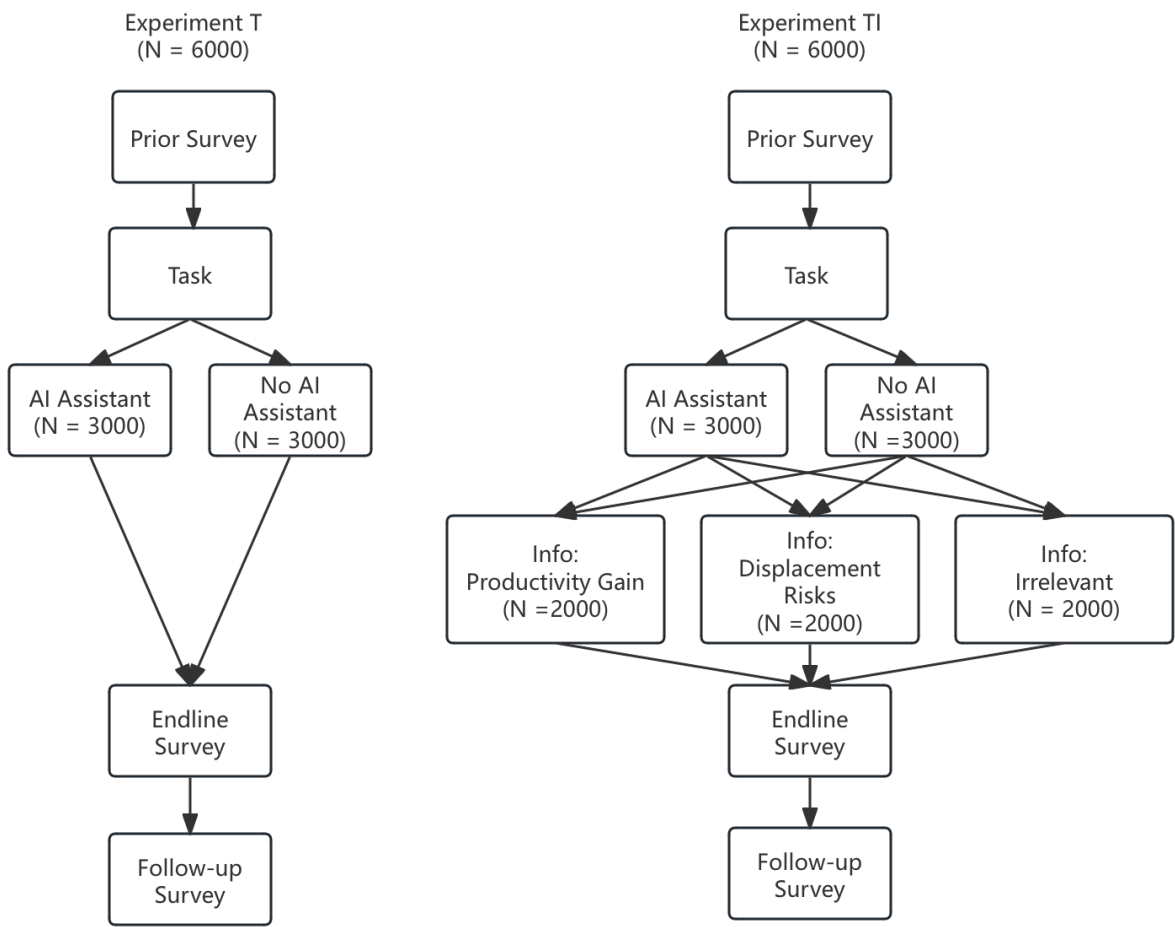 Experiment T
(N = 6000)
Prior Survey
Task
AI Assistant
(N = 3000)
No AI
Assistant
(N = 3000)
Endline
Survey
Follow-up
Survey
Experiment TI
(N = 6000)
Prior Survey
Task
AI Assistant
(N = 3000)
No AI
Assistant
(N =3000)
Info:
Productivity Gain
(N =2000)
Info:
Displacement
Risks
(N =2000)
Info:
Irrelevant
(N = 2000)
Endline
Survey
Follow-up
Survey